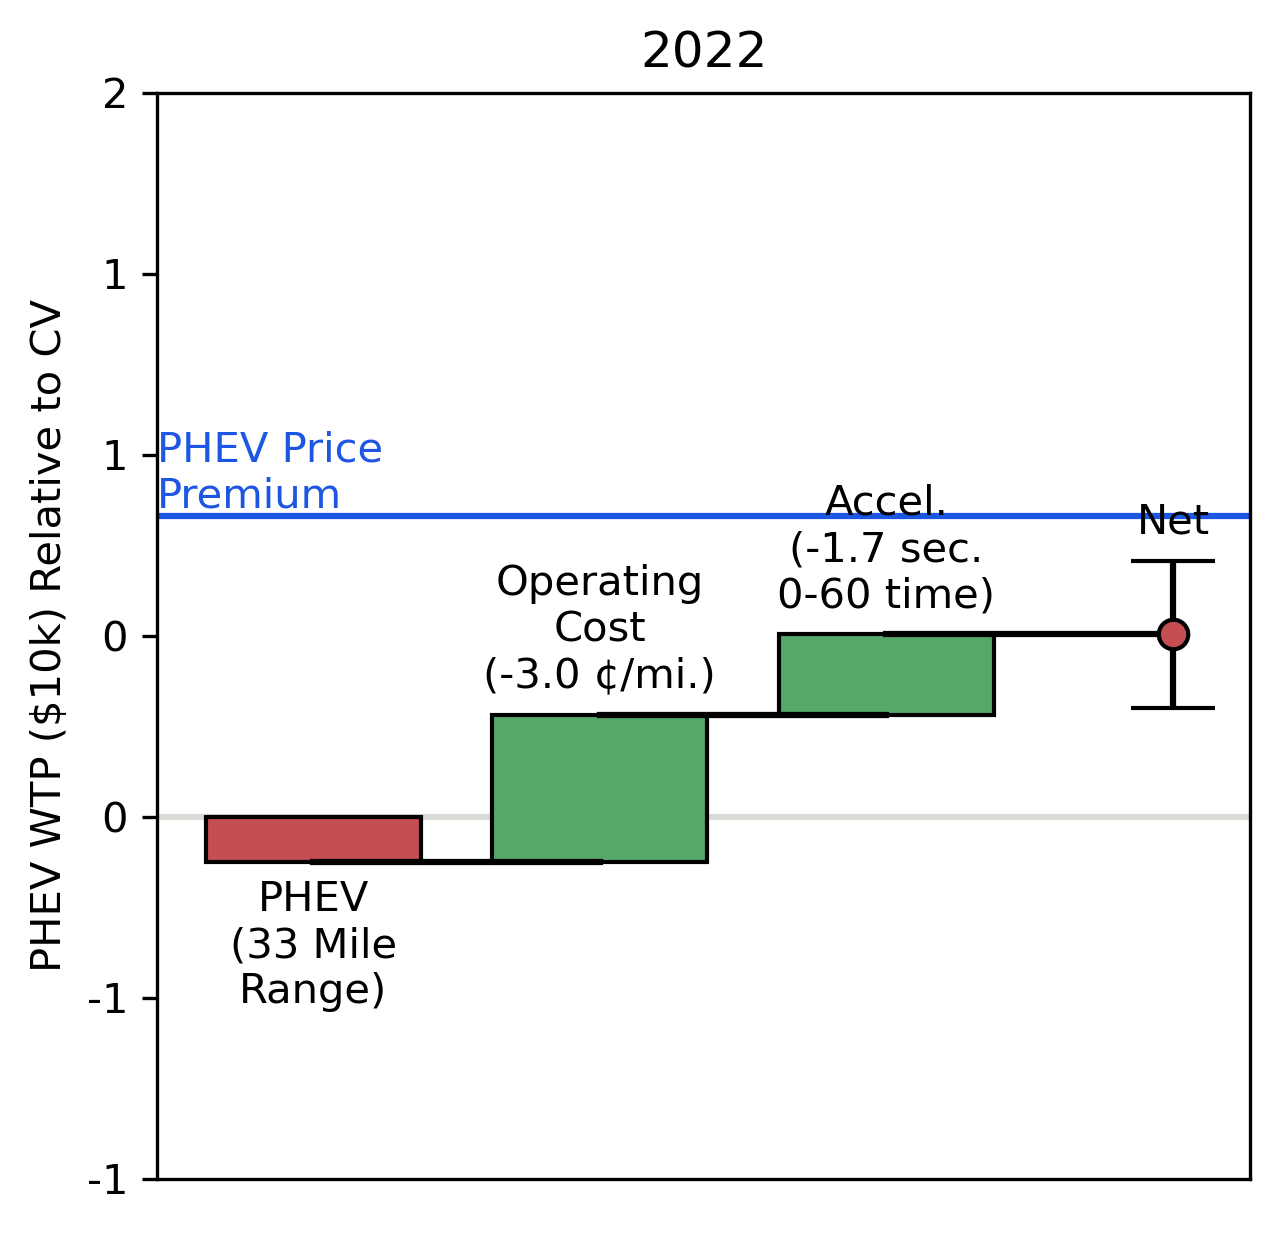 2022
2
1
1
0
0
-1
-1
PHEV WTP ($10k) Relative to CV
PHEV Price
Premium
Accel.
(-1.7 sec.
0-60 time)
Net
Operating
Cost
(-3.0 ¢/mi.)
PHEV
(33 Mile
Range)